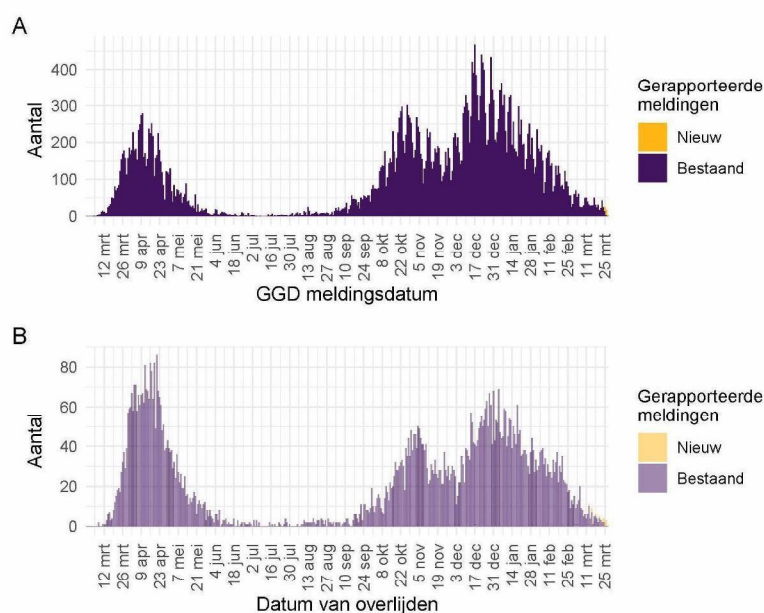 A
Aantal
400
300
200
100
0
12 mrt
26 mrt
9 apr
23 apr
7 mei
21 mei
4 jun
18 jun
2 jul
16 jul
30 jul
13 aug
27 aug
10 sep
24 sep
8 okt
22 okt
5 nov
19 nov
3 dec
17 dec
31 dec
14 jan
28 jan
11 feb
25 feb
11 mrt
25 mrt
GGD meldingsdatum
Gerapporteerde
meldingen
Nieuw
Bestaand
B
Aantal
80
60
40
20
0
12 mrt
26 mrt
9 apr
23 apr
7 mei
21 mei
4 jun
18 jun
2 jul
16 jul
30 jul
13 aug
27 aug
10 sep
24 sep
8 okt
22 okt
5 nov
19 nov
3 dec
17 dec
31 dec
14 jan
28 jan
11 feb
25 feb
11 mrt
25 mrt
Datum van overlijden
Gerapporteerde
meldingen
Nieuw
Bestaand